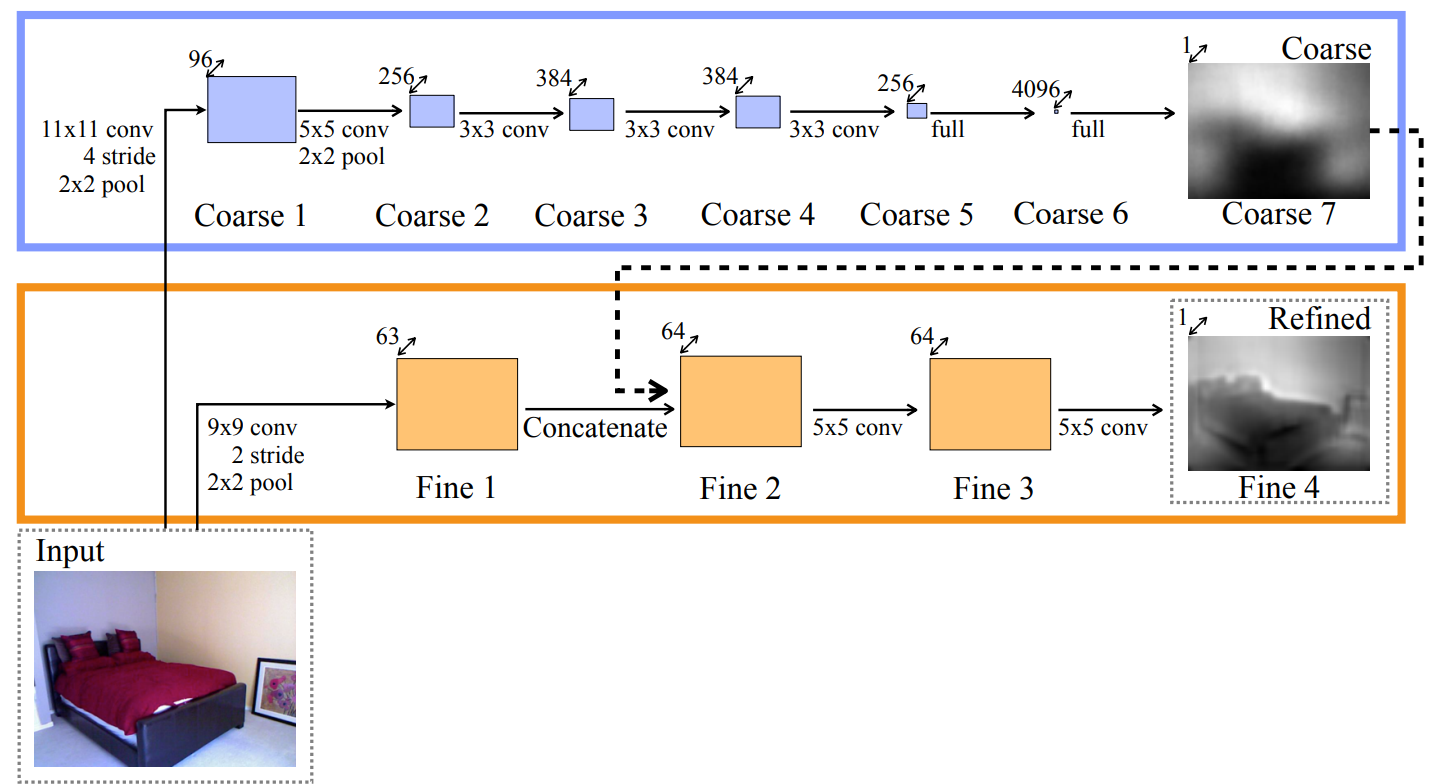 96
256
384
384
256
4096
1
Coarse
11x11 conv
4 stride
2x2 pool
5x5 conv
2x2 pool
3x3 conv
3x3 conv
3x3 conv
full
full
Coarse 1
Coarse 2
Coarse 3
Coarse 4
Coarse 5
Coarse 6
Coarse 7
63
64
64
1
Refined
9x9 conv
2 stride
2x2 pool
Concatenate
5x5 conv
5x5 conv
Fine 1
Fine 2
Fine 3
Fine 4
Input